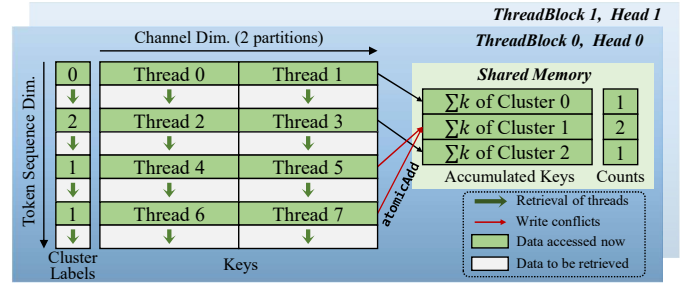 ThreadBlock 1, Head 1
ThreadBlock 0, Head 0
Channel Dim. (2 partitions)
Token Sequence Dim.
0
Thread 0
Thread 1
2
Thread 2
Thread 3
1
Thread 4
Thread 5
1
Thread 6
Thread 7
Cluster
Labels
Keys
atomicAdd
Shared Memory
∑k of Cluster 0
1
∑k of Cluster 1
2
∑k of Cluster 2
1
Accumulated Keys
Counts
Retrieval of threads
Write conflicts
Data accessed now
Data to be retrieved